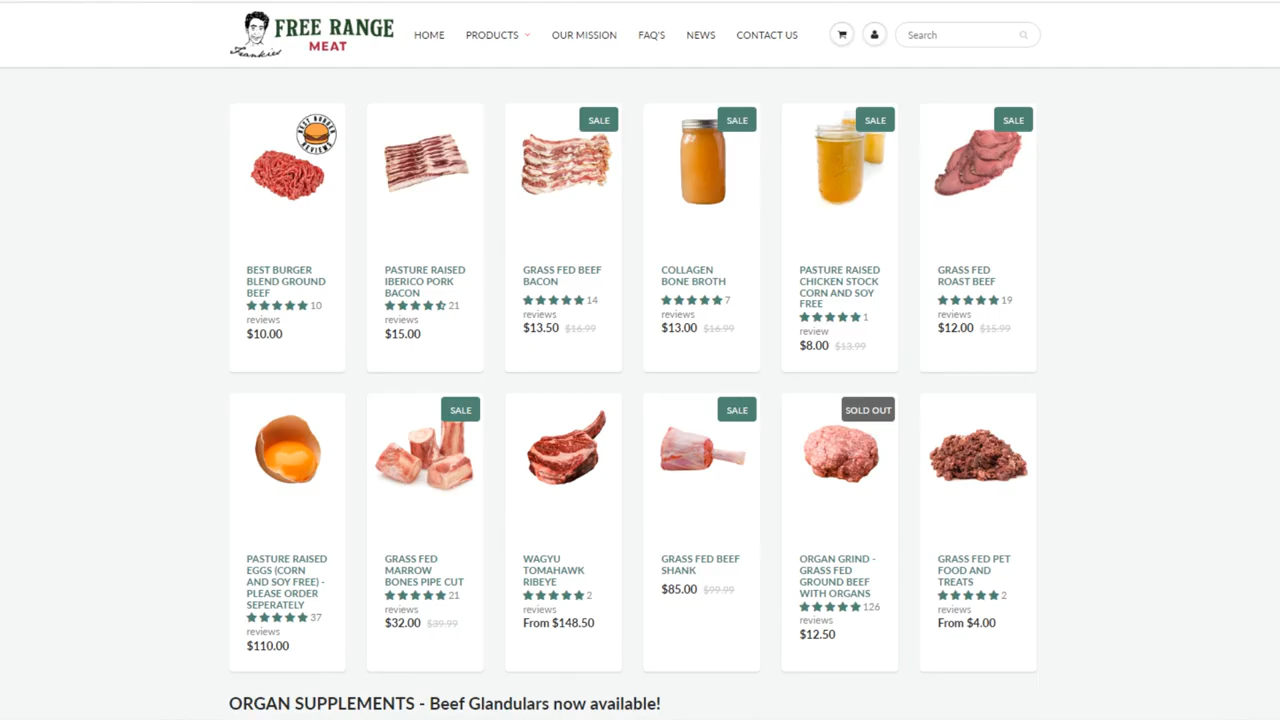 Frankies
FREE RANGE
MEAT
HOME
PRODUCTS
OUR MISSION
FAQ'S
NEWS
CONTACT US
Search
BEST BURGER
REVIEWS
SALE
SALE
SALE
SALE
BEST BURGER
BLEND GROUND
BEEF
10
reviews
$10.00
PASTURE RAISED
IBERICO PORK
BACON
21
reviews
$15.00
GRASS FED BEEF
BACON
14
reviews
$13.50 $16.99
COLLAGEN
BONE BROTH
7
reviews
$13.00 $16.99
PASTURE RAISED
CHICKEN STOCK
CORN AND SOY
FREE
1
review
$8.00 $13.99
GRASS FED
ROAST BEEF
19
reviews
$12.00 $15.99
SALE
SALE
SOLD OUT
PASTURE RAISED
EGGS (CORN
AND SOY FREE) -
PLEASE ORDER
SEPERATELY
37
reviews
$110.00
GRASS FED
MARROW
BONES PIPE CUT
21
reviews
$32.00 $39.99
WAGYU
TOMAHAWK
RIBEYE
2
reviews
From $148.50
GRASS FED BEEF
SHANK
$85.00 $99.99
ORGAN GRIND -
GRASS FED
GROUND BEEF
WITH ORGANS
126
reviews
$12.50
GRASS FED PET
FOOD AND
TREATS
2
reviews
From $4.00
ORGAN SUPPLEMENTS - Beef Glandulars now available!